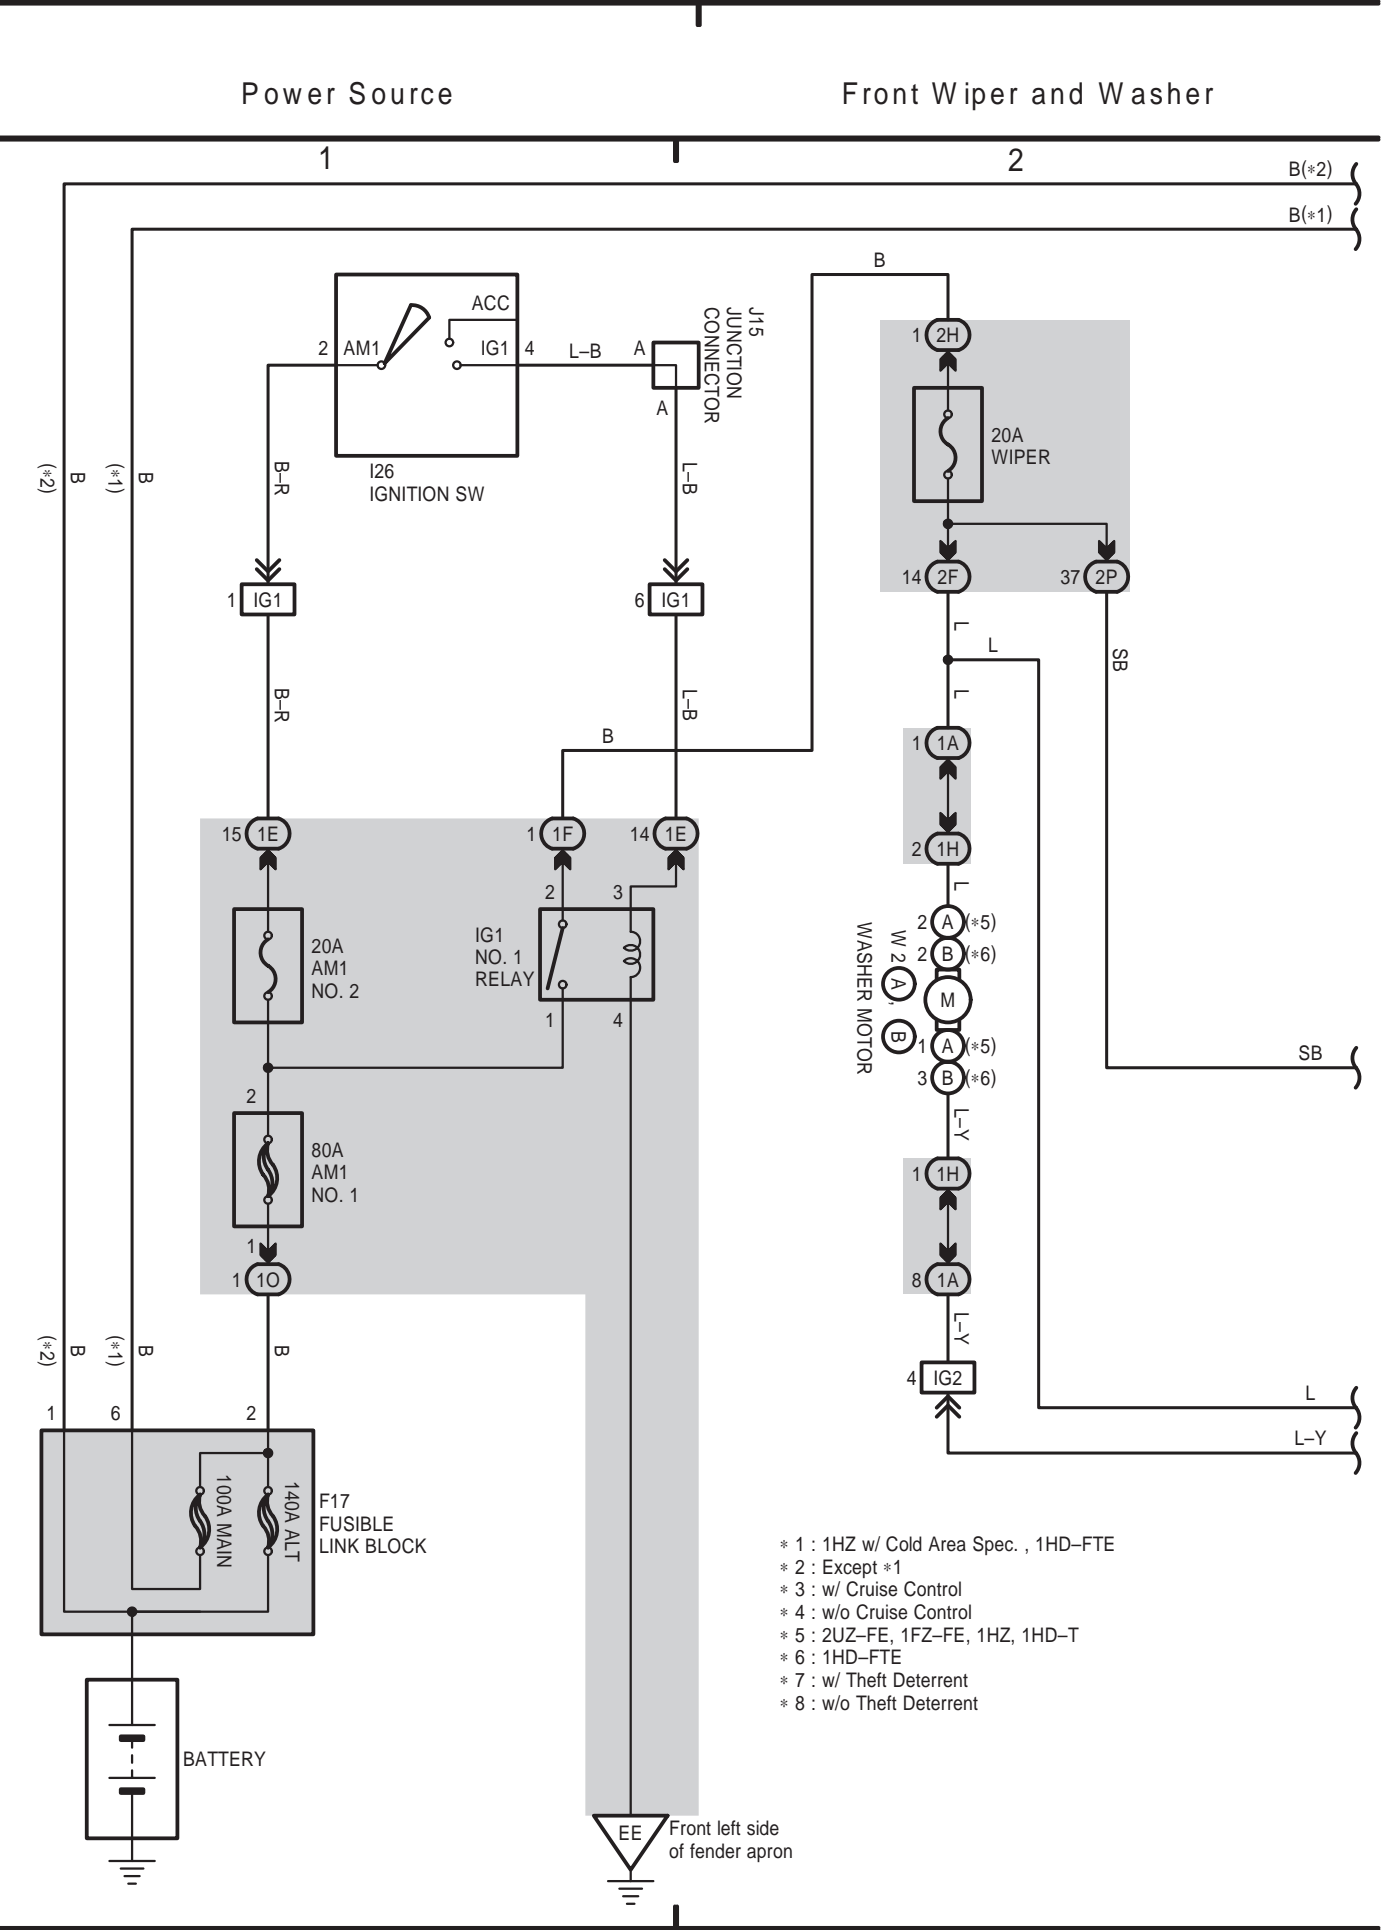 Power Source
Front Wiper and Washer
1
2
B(*2)
B(*1)
B
ACC
2
AM1
IG1
4
L–B
A
A
J15
JUNCTION
CONNECTOR
I26
IGNITION SW
1
2H
20A
WIPER
14
2F
37
2P
(*2)
B
(*1)
B
B–R
L–B
1
IG1
6
IG1
L
L
SB
B–R
L–B
L
B
1
1A
15
1E
1
1F
14
1E
2
1H
2
3
L
20A
AM1
NO. 2
IG1
NO. 1
RELAY
1
4
2
A
(*5)
2
B
(*6)
M
1
A
(*5)
3
B
(*6)
W 2
A
,
B
WASHER MOTOR
SB
2
80A
AM1
NO. 1
1
1
1O
L–Y
1
1H
8
1A
L–Y
4
IG2
L
L–Y
(*2)
B
(*1)
B
B
1
6
2
100A MAIN
140A ALT
F17
FUSIBLE
LINK BLOCK
* 1 : 1HZ w/ Cold Area Spec. , 1HD–FTE
* 2 : Except *1
* 3 : w/ Cruise Control
* 4 : w/o Cruise Control
* 5 : 2UZ–FE, 1FZ–FE, 1HZ, 1HD–T
* 6 : 1HD–FTE
* 7 : w/ Theft Deterrent
* 8 : w/o Theft Deterrent
BATTERY
EE
Front left side
of fender apron